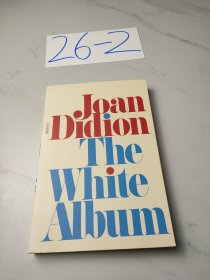 26-2
Joan
Didion
The
White
Album